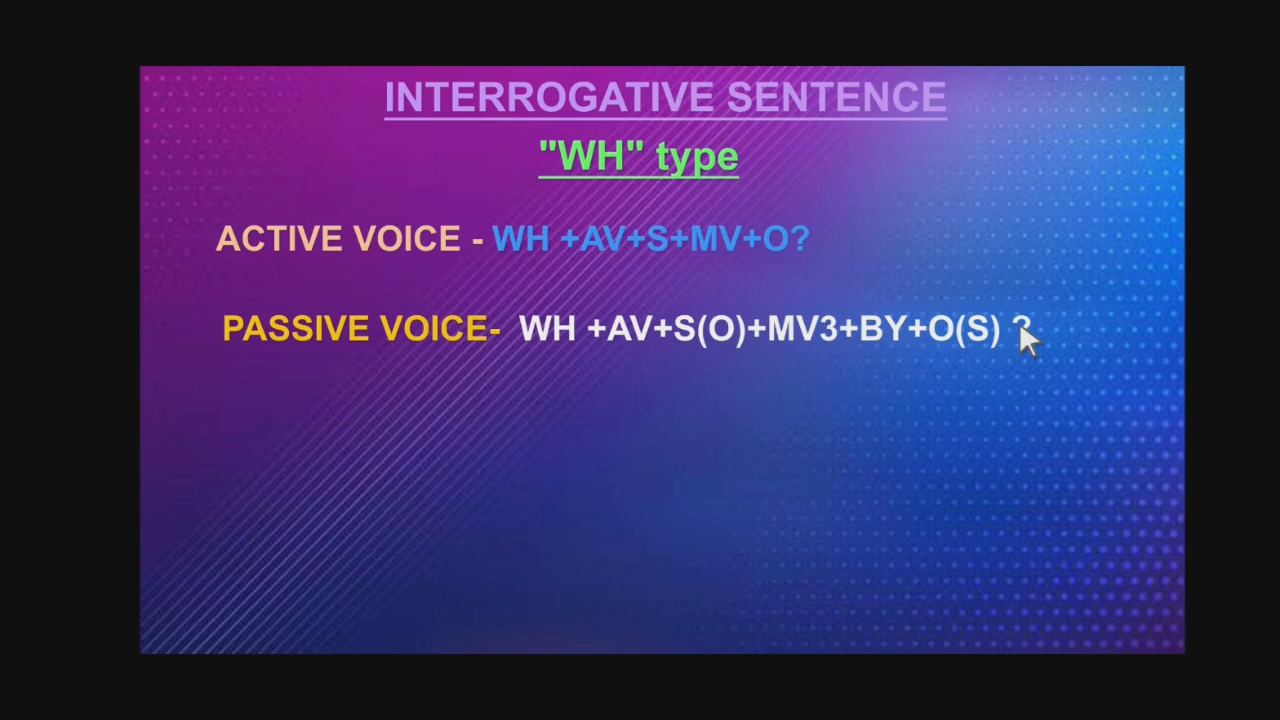 INTERROGATIVE SENTENCE
"WH" type
ACTIVE VOICE - WH +AV+S+MV+O?
PASSIVE VOICE- WH +AV+S(O)+MV3+BY+O(S) ?